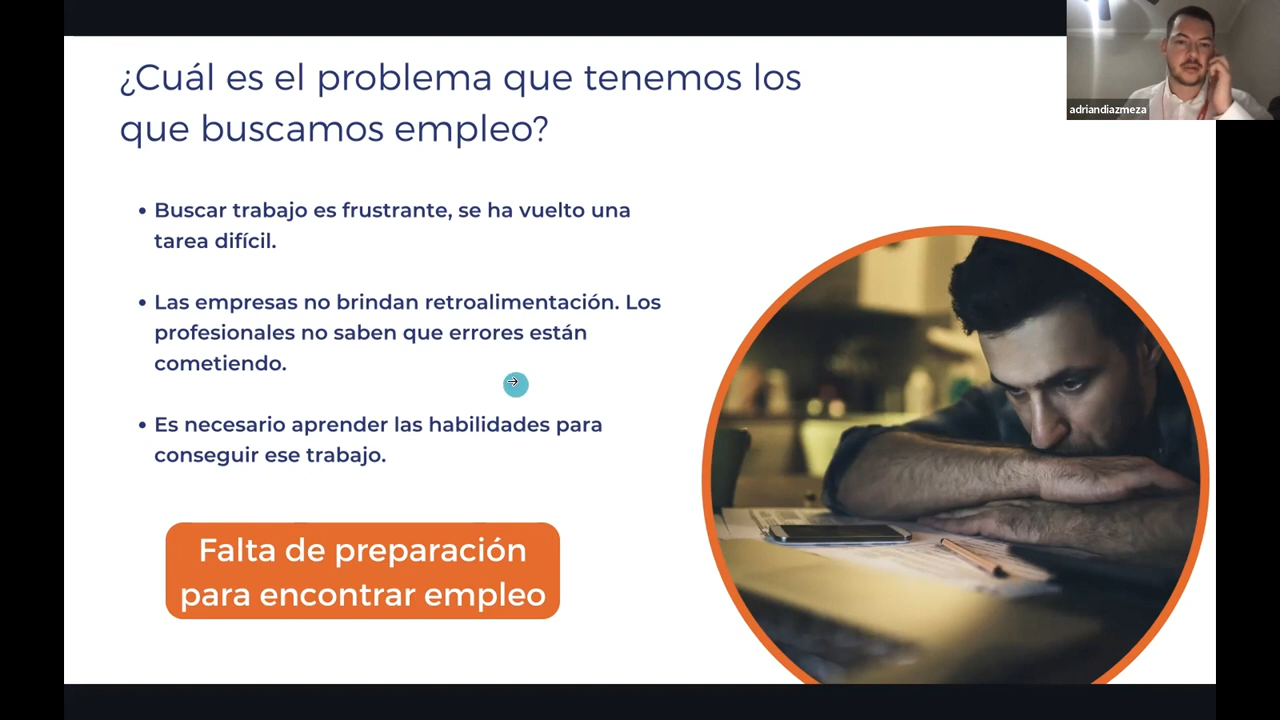 ¿Cuál es el problema que tenemos los
que buscamos empleo?
adriandiazmeza
• Buscar trabajo es frustrante, se ha vuelto una
tarea difícil.
• Las empresas no brindan retroalimentación. Los
profesionales no saben que errores están
cometiendo.
• Es necesario aprender las habilidades para
conseguir ese trabajo.
Falta de preparación
para encontrar empleo